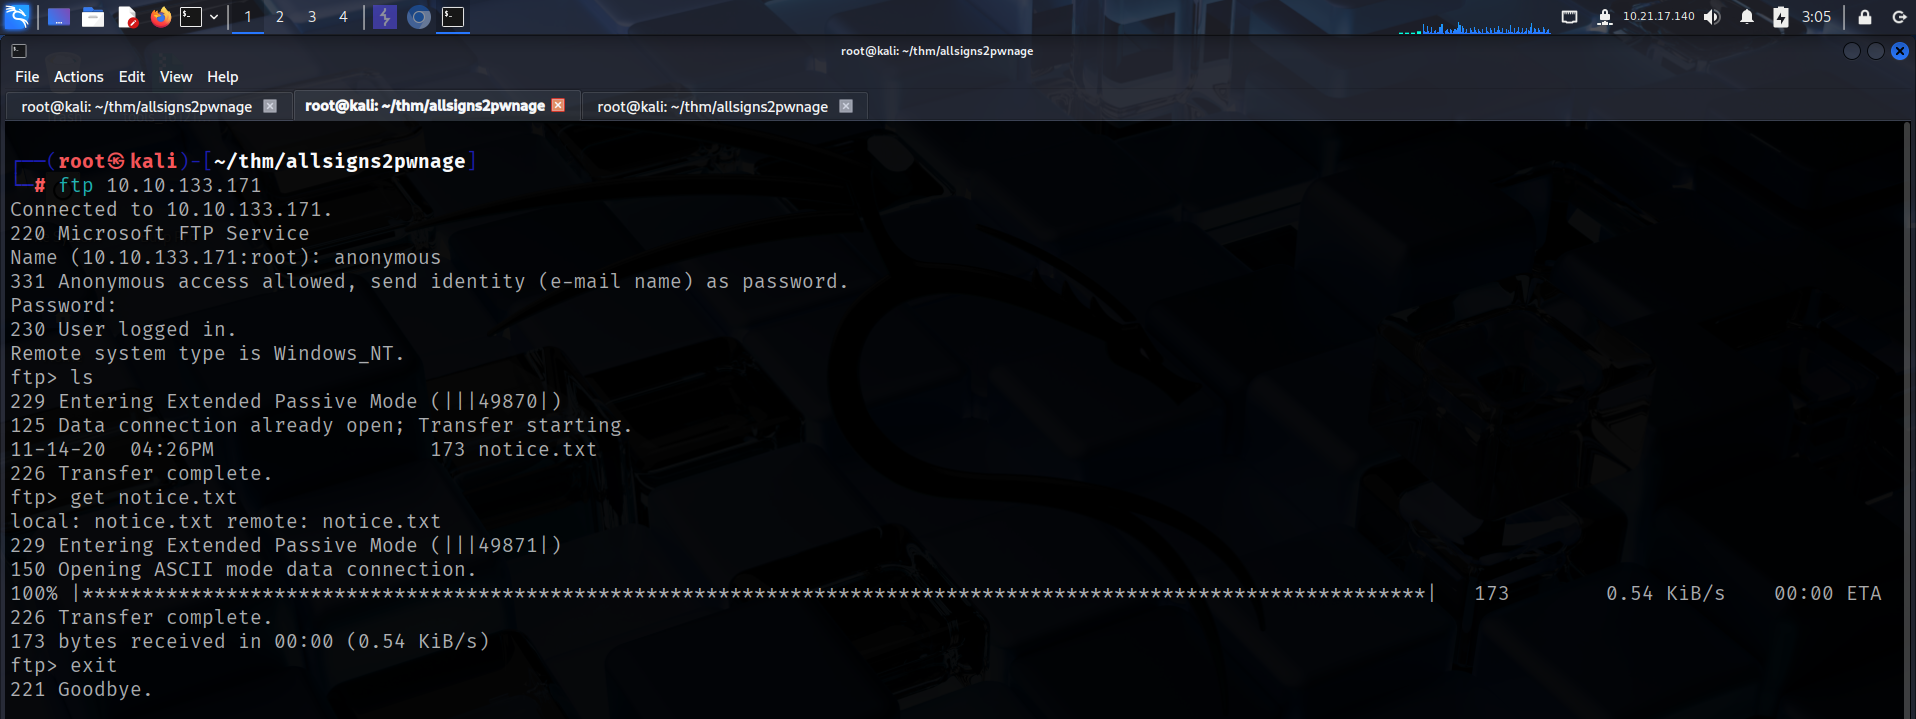 1 2 3 4 10.21.17.140 3:05
root@kali: ~/thm/allsigns2pwnage
File Actions Edit View Help
root@kali: ~/thm/allsigns2pwnage root@kali: ~/thm/allsigns2pwnage root@kali: ~/thm/allsigns2pwnage
┌──(root㉿kali)-[~/thm/allsigns2pwnage]
└─# ftp 10.10.133.171
Connected to 10.10.133.171.
220 Microsoft FTP Service
Name (10.10.133.171:root): anonymous
331 Anonymous access allowed, send identity (e-mail name) as password.
Password:
230 User logged in.
Remote system type is Windows_NT.
ftp> ls
229 Entering Extended Passive Mode (|||49870|)
125 Data connection already open; Transfer starting.
11-14-20  04:26PM                  173 notice.txt
226 Transfer complete.
ftp> get notice.txt
local: notice.txt remote: notice.txt
229 Entering Extended Passive Mode (|||49871|)
150 Opening ASCII mode data connection.
100% |****************************************************************************************************************|   173        0.54 KiB/s    00:00 ETA
226 Transfer complete.
173 bytes received in 00:00 (0.54 KiB/s)
ftp> exit
221 Goodbye.